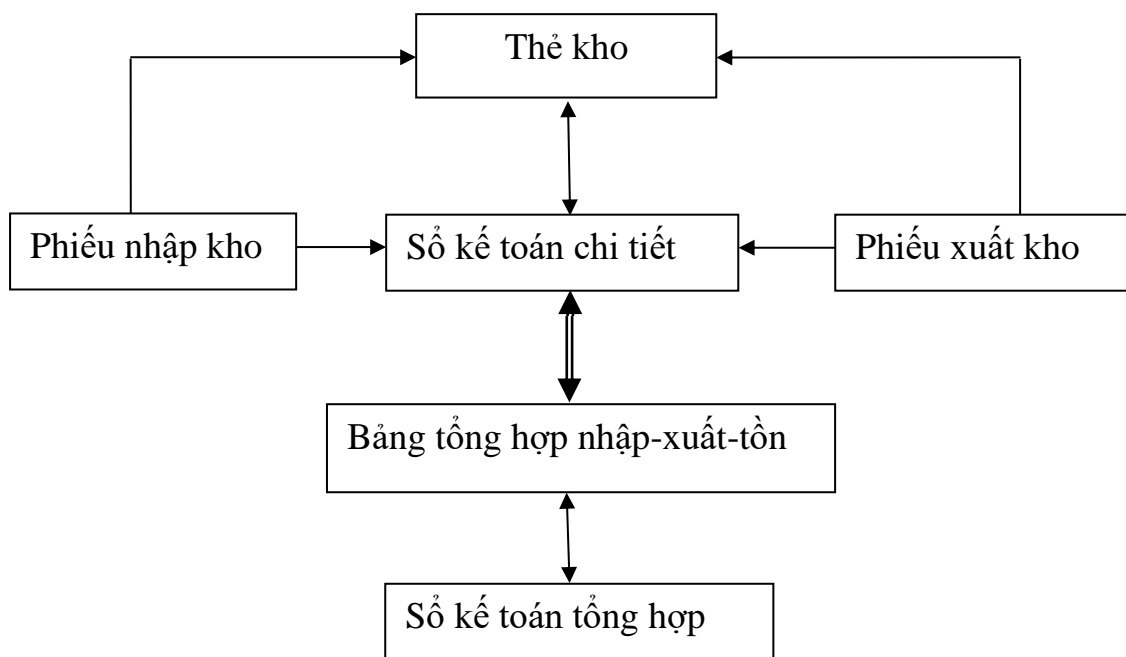 Thẻ kho
Phiếu nhập kho
Sổ kế toán chi tiết
Phiếu xuất kho
Bảng tổng hợp nhập-xuất-tồn
Sổ kế toán tổng hợp